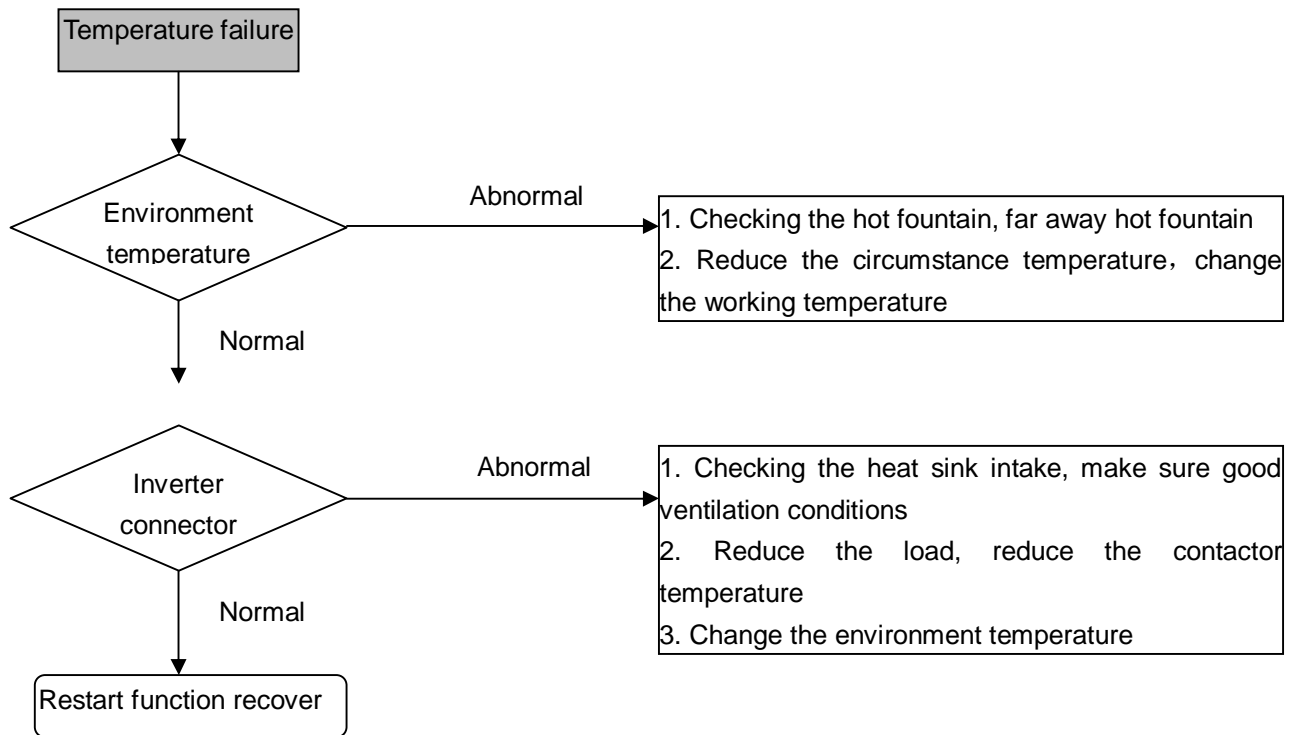 Temperature failure
Environment
temperature
Abnormal
1. Checking the hot fountain, far away hot fountain
2. Reduce the circumstance temperature，change
the working temperature
Normal
Inverter
connector
Abnormal
1. Checking the heat sink intake, make sure good
ventilation conditions
2. Reduce the load, reduce the contactor
temperature
3. Change the environment temperature
Normal
Restart function recover